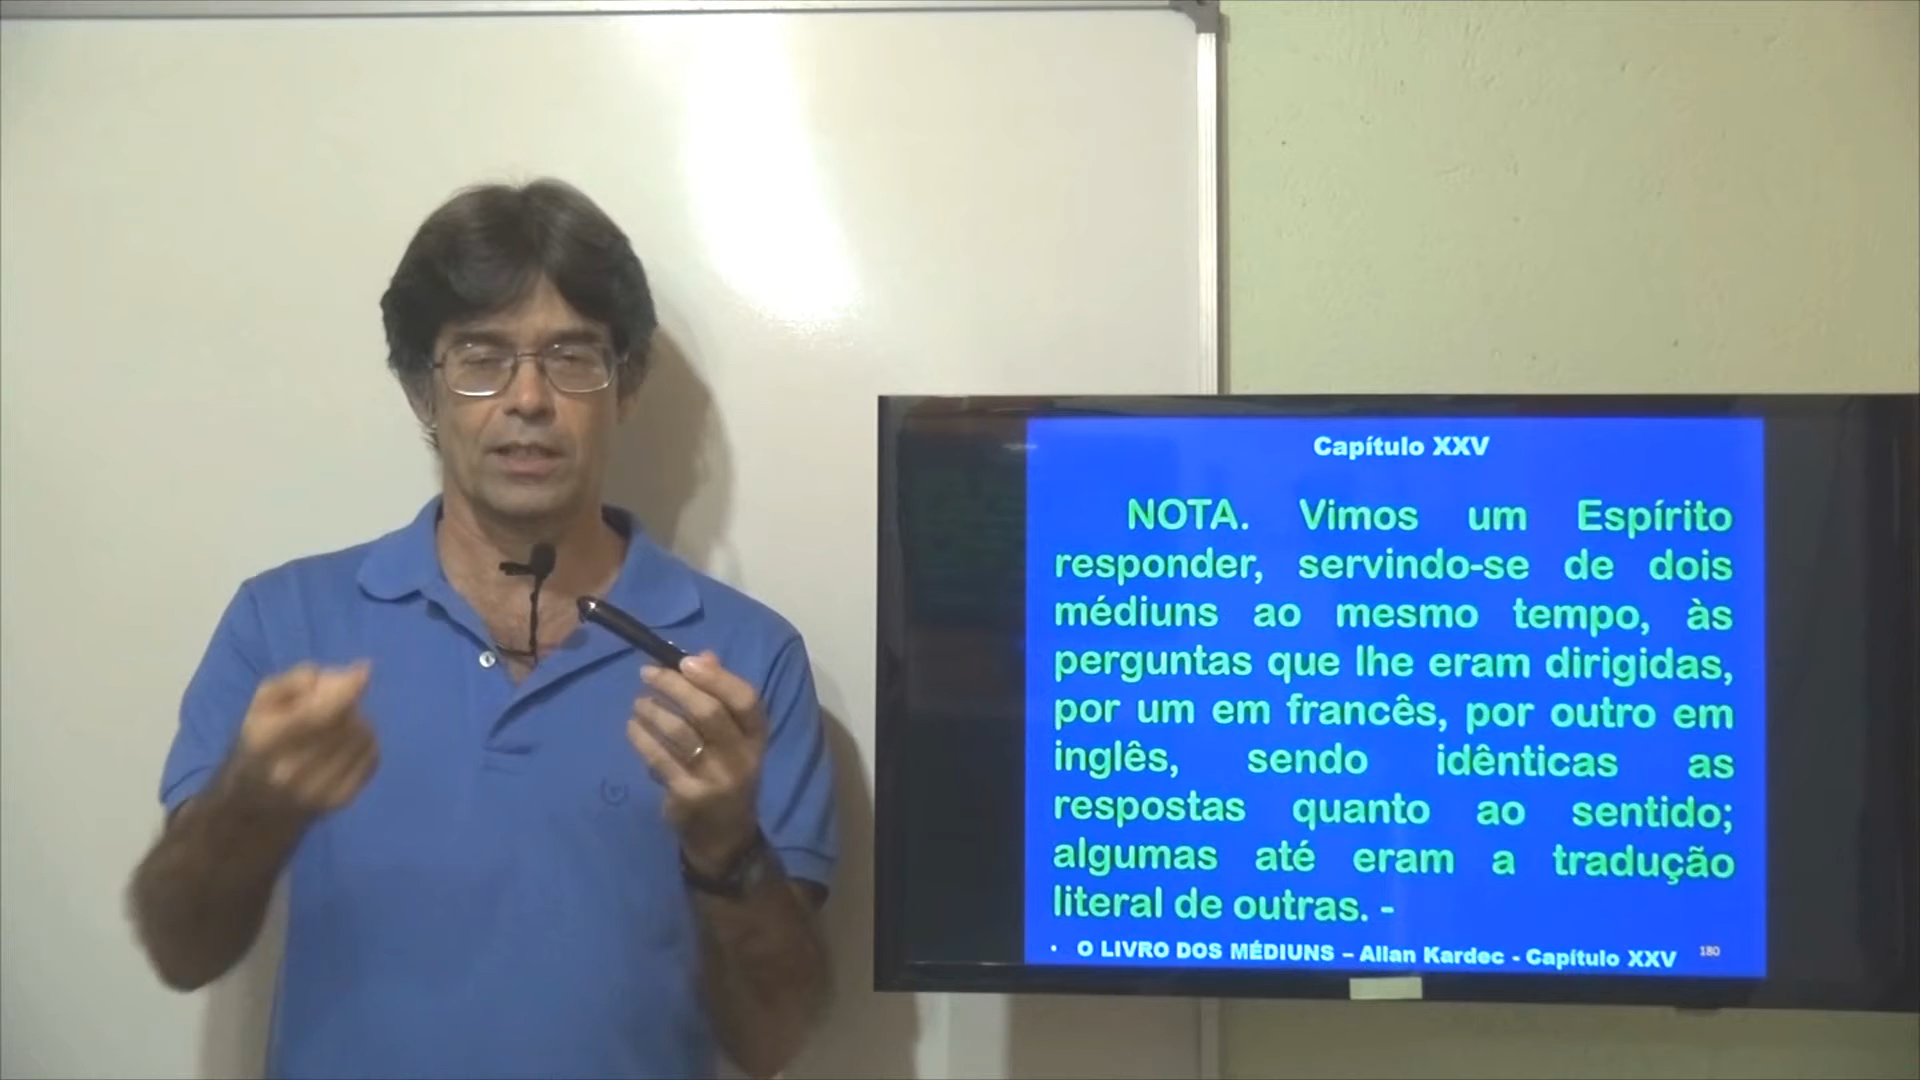 Capítulo XXV
NOTA. Vimos um Espírito
responder, servindo-se de dois
médiuns ao mesmo tempo, às
perguntas que lhe eram dirigidas,
por um em francês, por outro em
inglês, sendo idênticas as
respostas quanto ao sentido;
algumas até eram a tradução
literal de outras. -
• O LIVRO DOS MÉDIUNS – Allan Kardec - Capítulo XXV 180